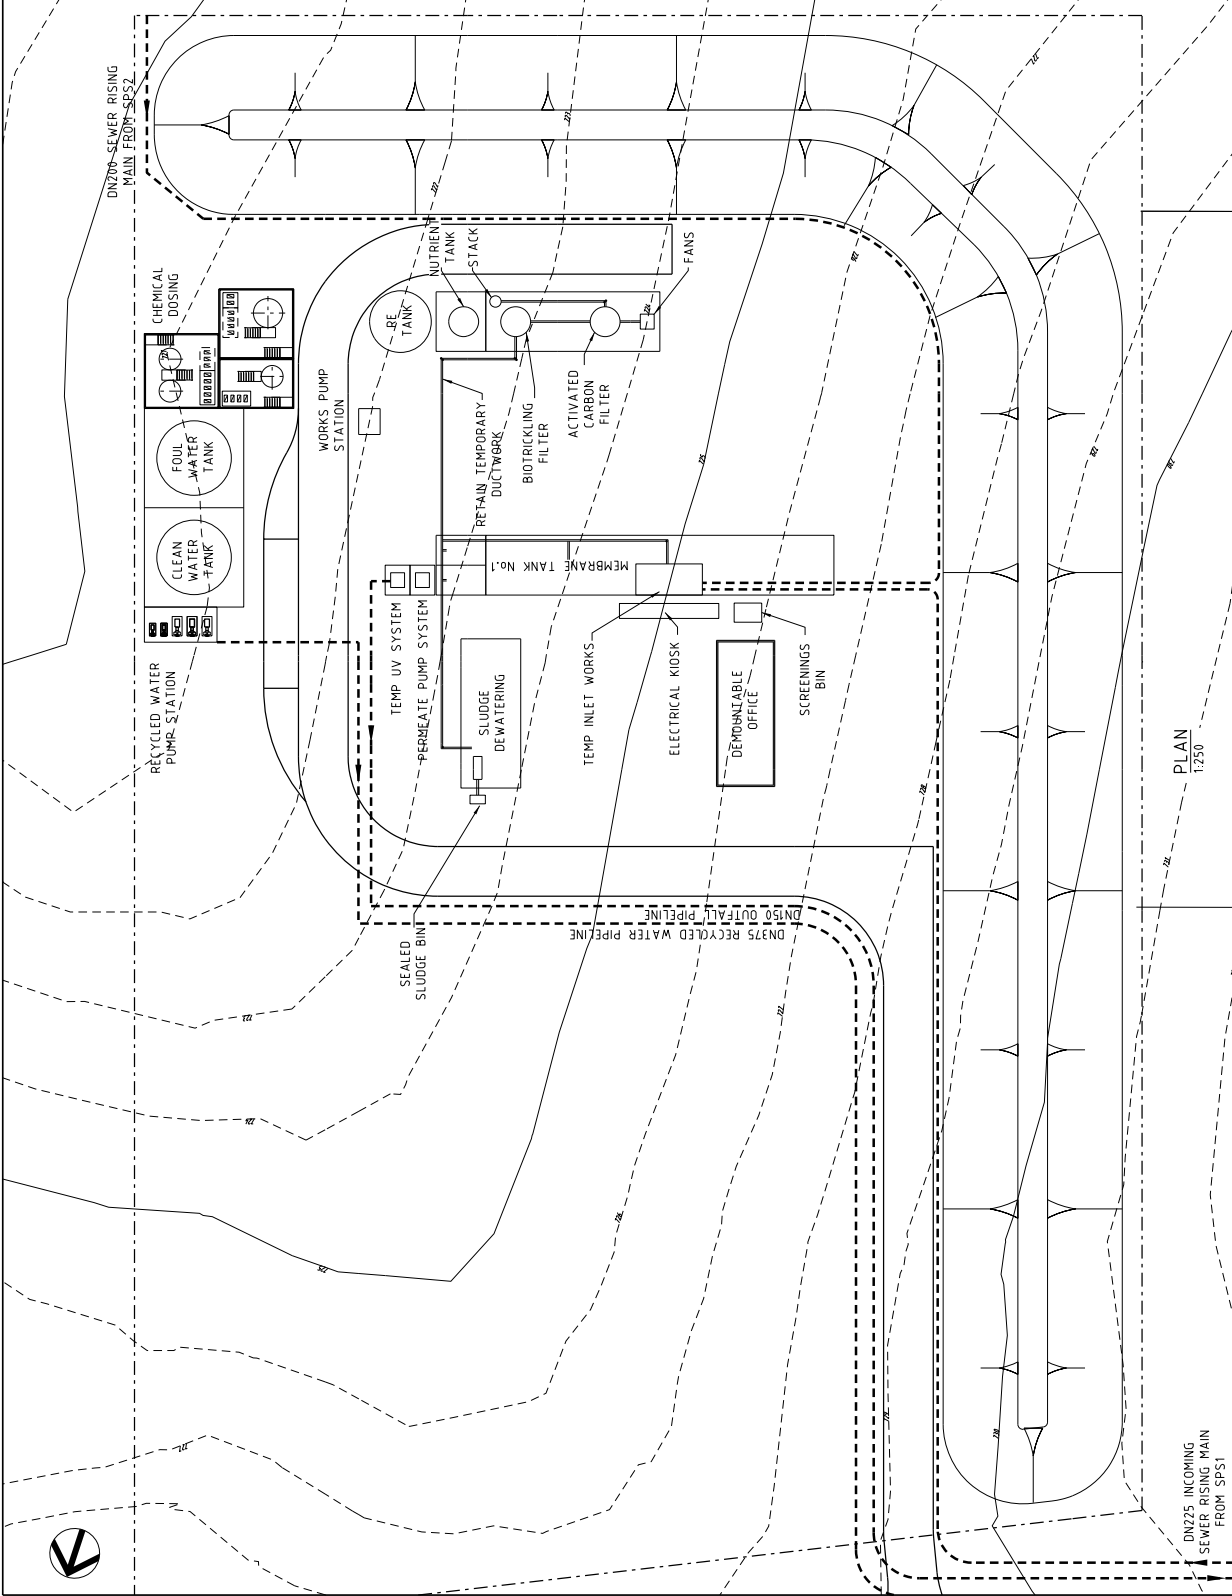 DN200 SEWER RISING
MAIN FROM SPS2
CHEMICAL
DOSING
NUTRIENT
TANK
STACK
FANS
RE
TANK
WORKS PUMP
STATION
FOUL
WATER
TANK
CLEAN
WATER
TANK
RETAIN TEMPORARY
DUCTWORK
BIOTRICKLING
FILTER
ACTIVATED
CARBON
FILTER
MEMBRANE TANK No.1
RECYCLED WATER
PUMP STATION
TEMP UV SYSTEM
PERMEATE PUMP SYSTEM
SLUDGE
DEWATERING
TEMP INLET WORKS
ELECTRICAL KIOSK
DEMOUNTABLE
OFFICE
SCREENINGS
BIN
SEALED
SLUDGE BIN
DN150 OUTFALL PIPELINE
DN375 RECYCLED WATER PIPELINE
PLAN
1:250
DN225 INCOMING
SEWER RISING MAIN
FROM SPS1